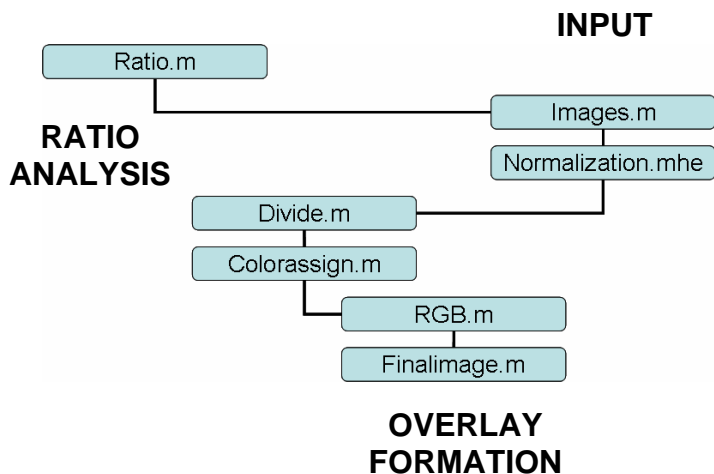 INPUT
Ratio.m
Images.m
RATIO
ANALYSIS
Normalization.mhe
Divide.m
Colorassign.m
RGB.m
Finalimage.m
OVERLAY
FORMATION